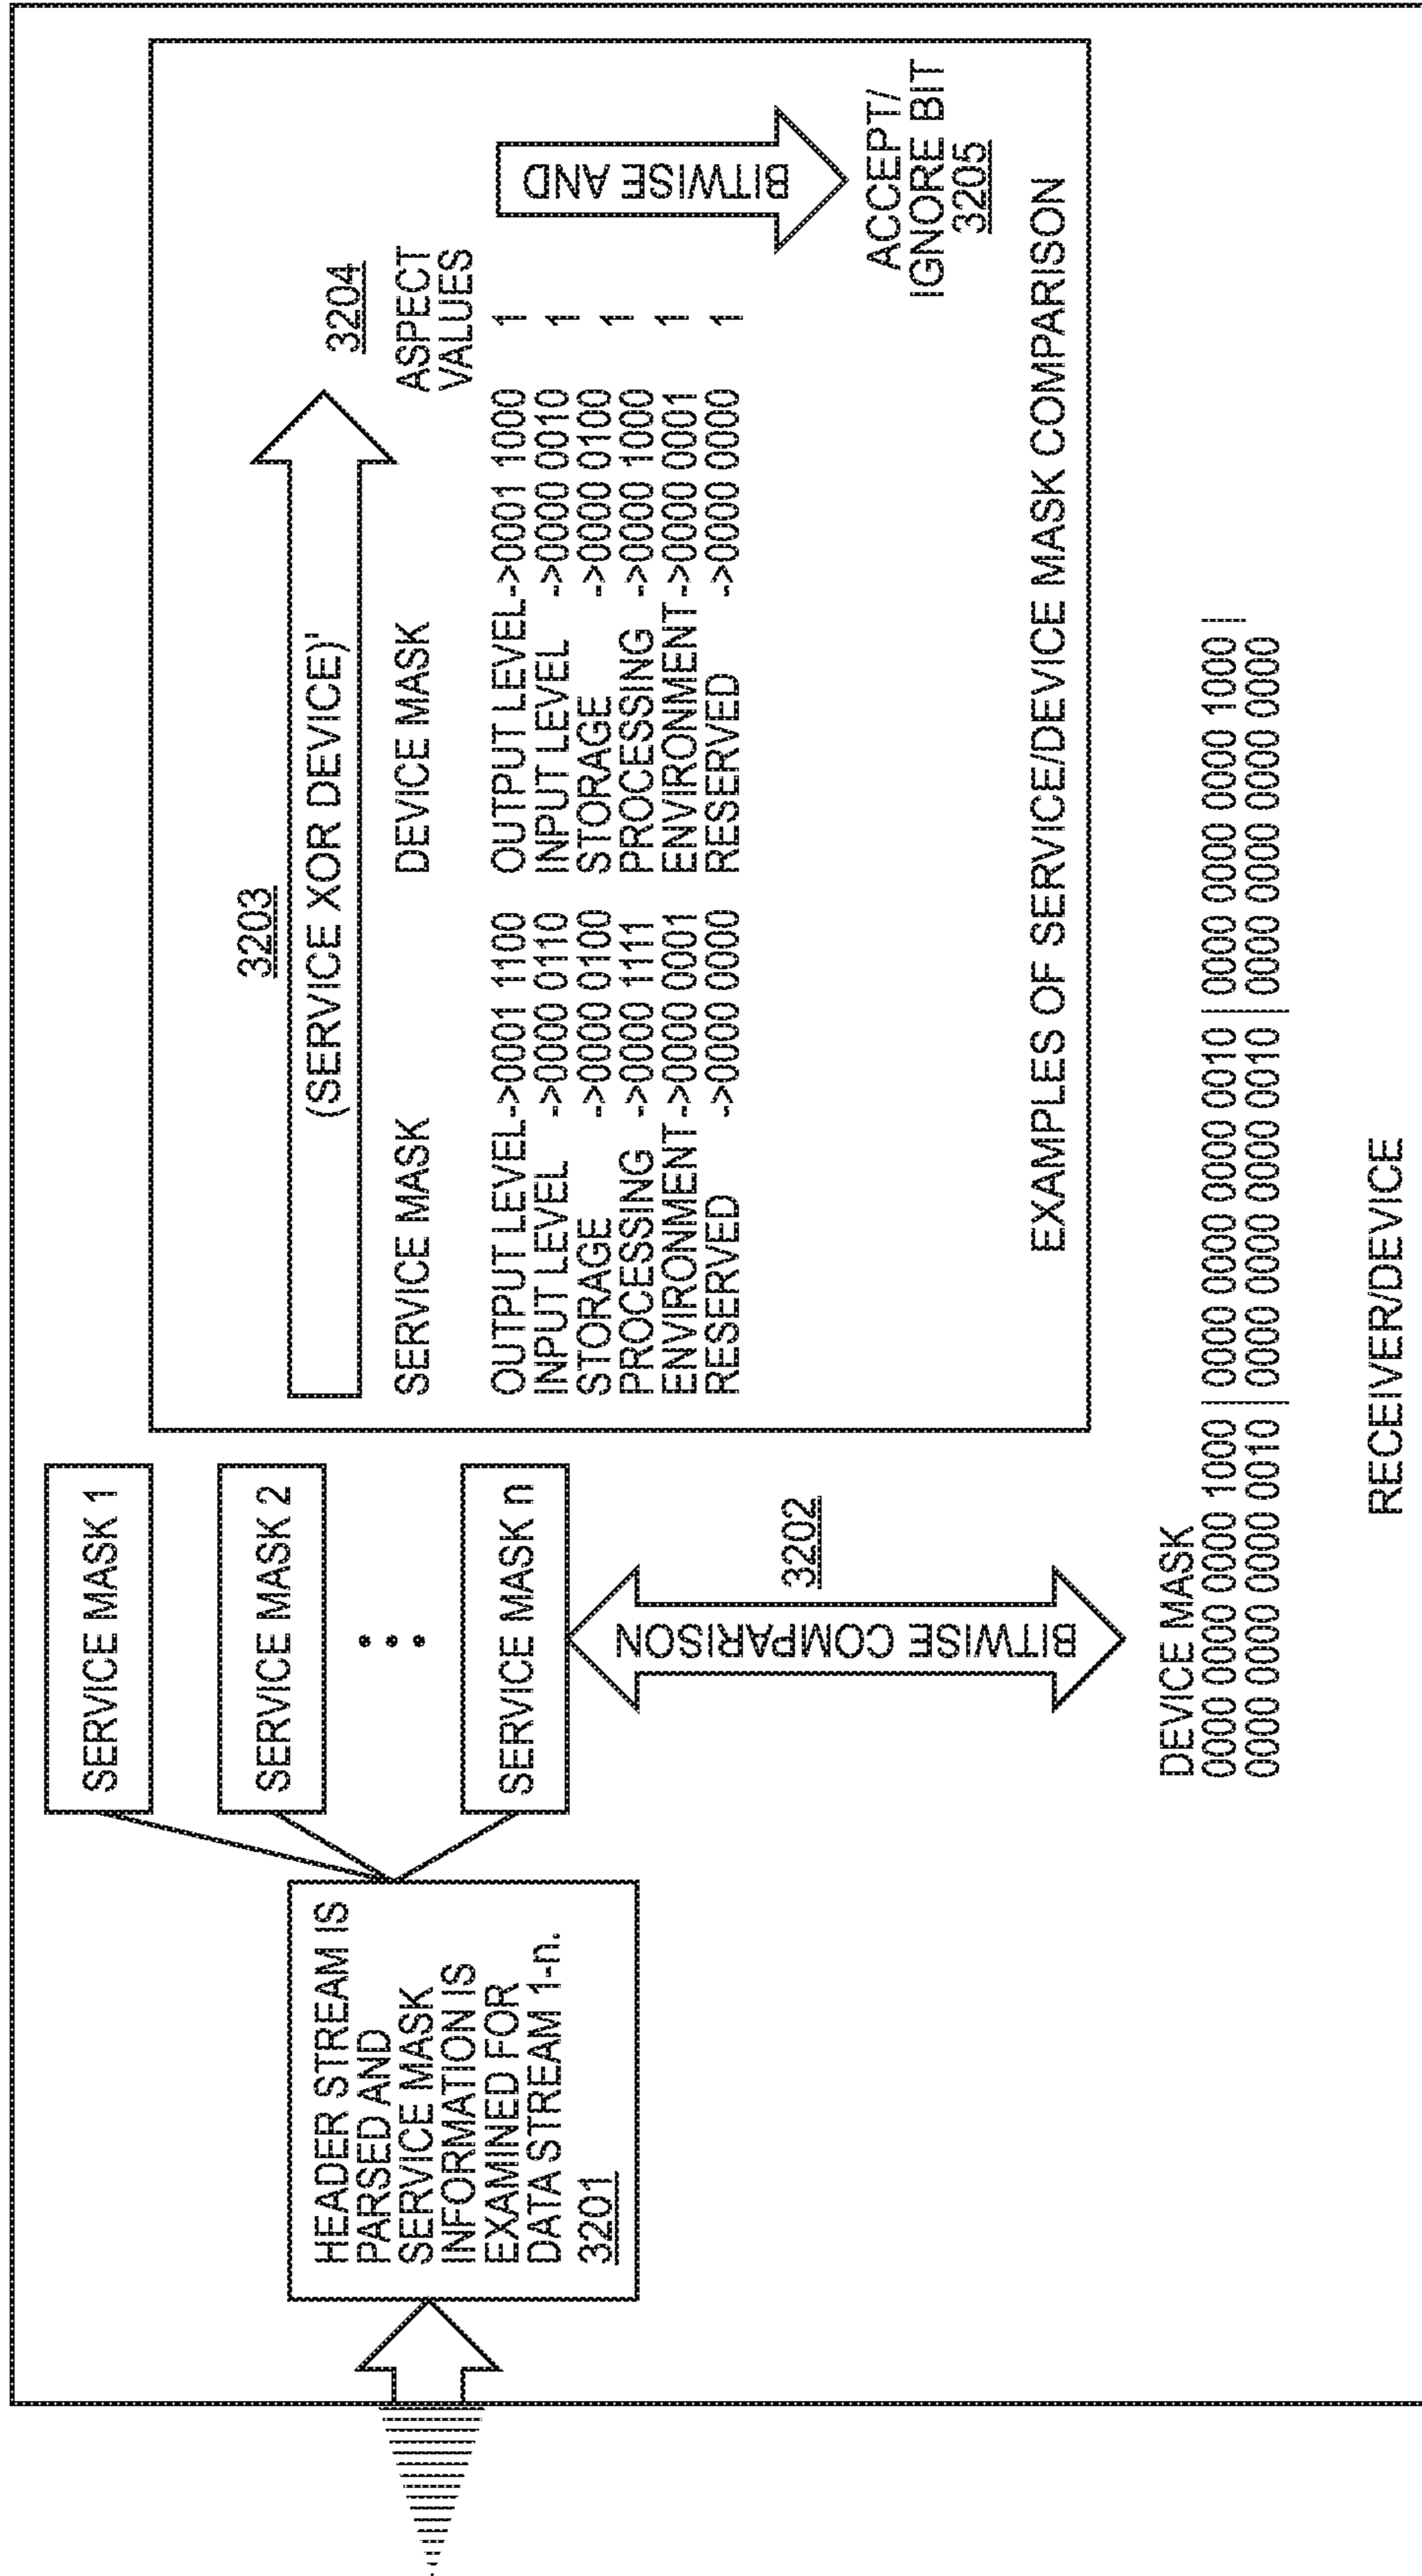 HEADER STREAM IS
PARSED AND
SERVICE MASK
INFORMATION IS
EXAMINED FOR
DATA STREAM 1-n.
3201
SERVICE MASK 1
SERVICE MASK 2
•••
SERVICE MASK n
BITWISE COMPARISON
3202
3203
(SERVICE XOR DEVICE)'
3204
SERVICE MASK
OUTPUT LEVEL->0001 1100
INPUT LEVEL ->0000 0110
STORAGE ->0000 0100
PROCESSING ->0000 1111
ENVIRONMENT->0000 0001
RESERVED ->0000 0000
DEVICE MASK
OUTPUT LEVEL->0001 1000
INPUT LEVEL ->0000 0010
STORAGE ->0000 0100
PROCESSING ->0000 1000
ENVIRONMENT->0000 0001
RESERVED ->0000 0000
ASPECT
VALUES
1
1
1
1
1
1
BITWISE AND
ACCEPT/
IGNORE BIT
3205
EXAMPLES OF SERVICE/DEVICE MASK COMPARISON
DEVICE MASK
0000 0000 0000 1000 | 0000 0000 0000 0010 | 0000 0000 0000 1000 |
0000 0000 0000 0010 | 0000 0000 0000 0010 | 0000 0000 0000 0000
RECEIVER/DEVICE